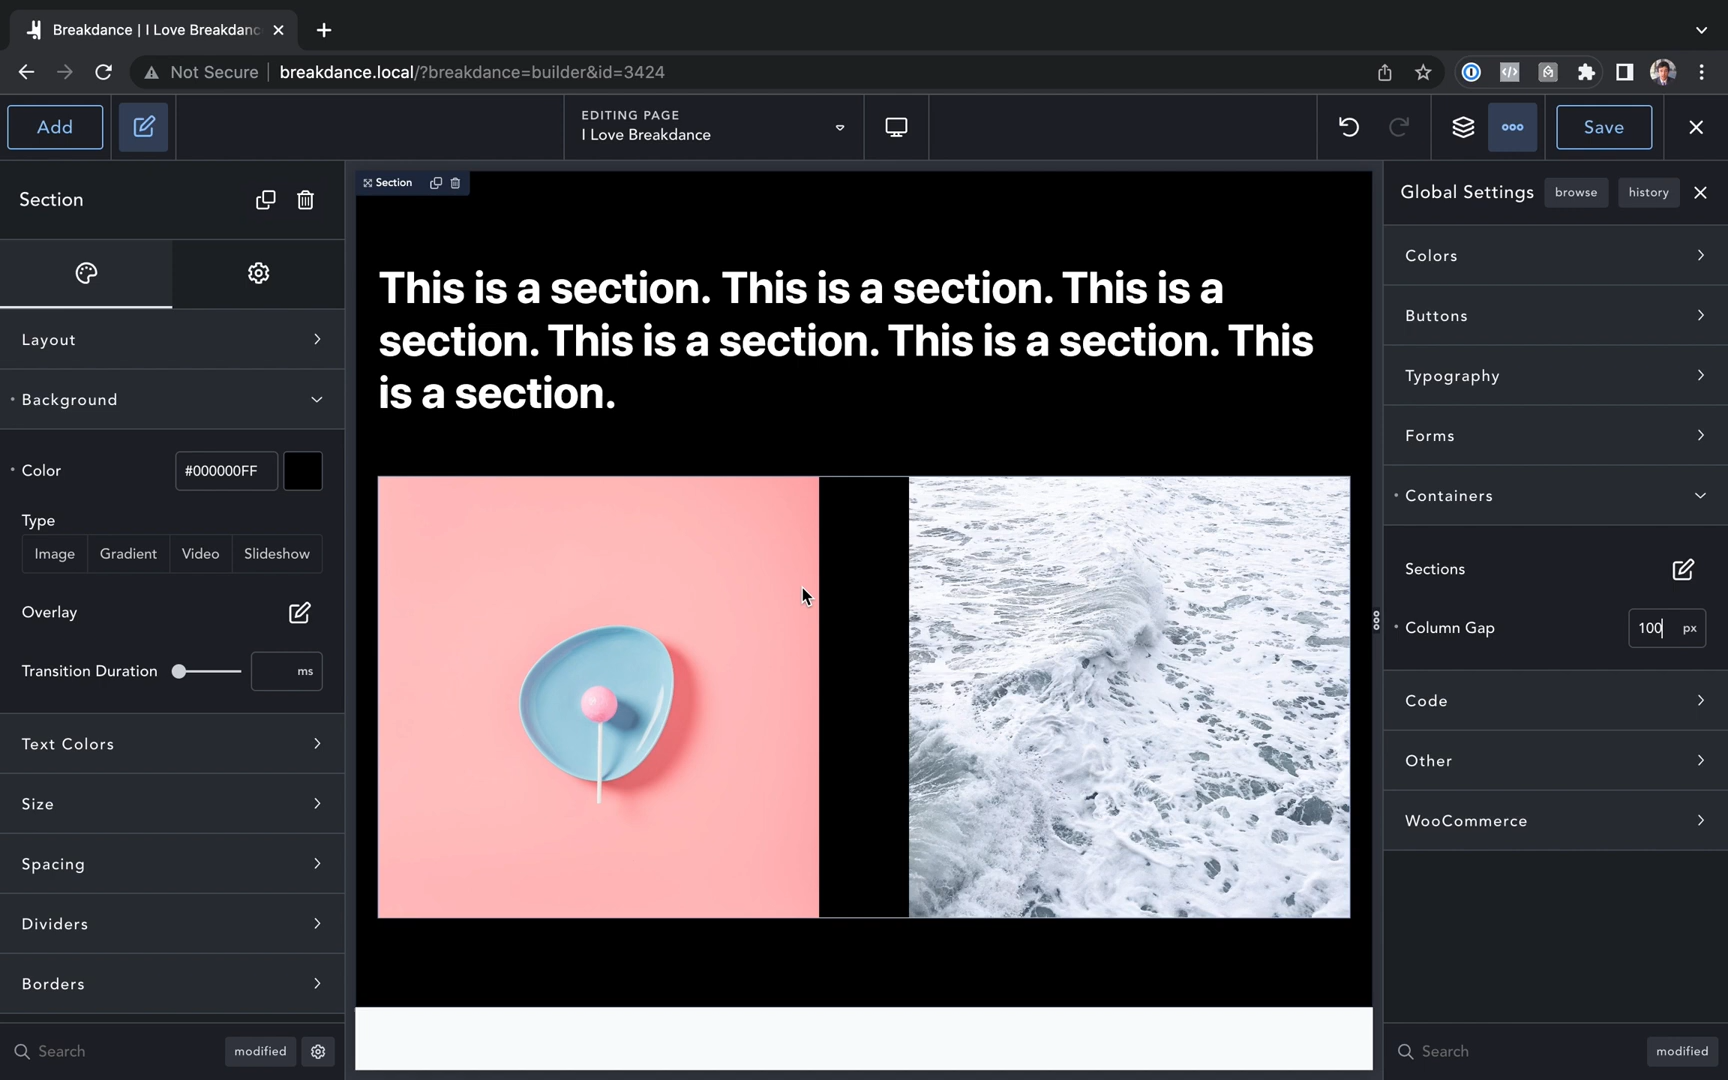 Breakdance | I Love Breakdanc
Not Secure
breakdance.local/?breakdance=builder&id=3424
Add
EDITING PAGE
I Love Breakdance
Save
Section
Layout
Background
Color
#000000FF
Type
Image
Gradient
Video
Slideshow
Overlay
Transition Duration
ms
Text Colors
Size
Spacing
Dividers
Borders
Search
modified
Section
This is a section. This is a section. This is a
section. This is a section. This is a section. This
is a section.
Global Settings
browse
history
Colors
Buttons
Typography
Forms
Containers
Sections
Column Gap
100
px
Code
Other
WooCommerce
Search
modified